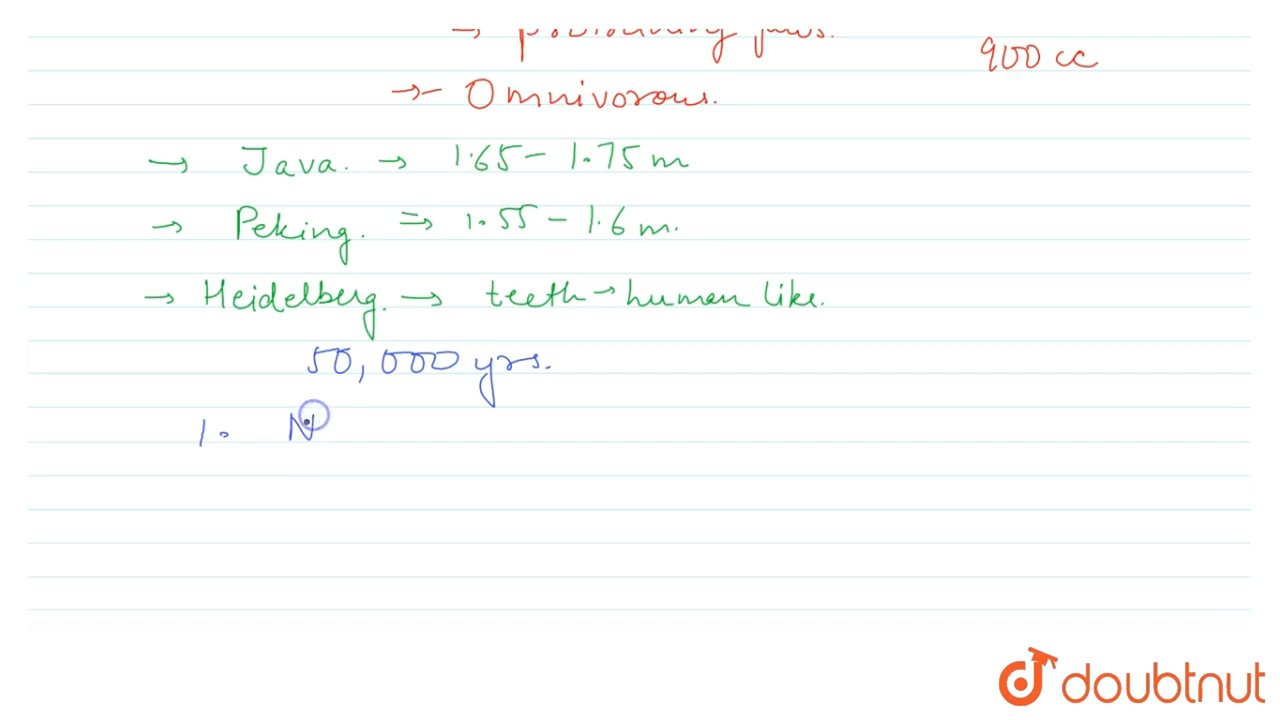 900 cc
→ Omnivorous.
→ Java. → 1.65 - 1.75 m
→ Peking. ⇒ 1.55 - 1.6 m.
→ Heidelberg. → teeth → human like.
50,000 yrs.
1. N
doubtnut